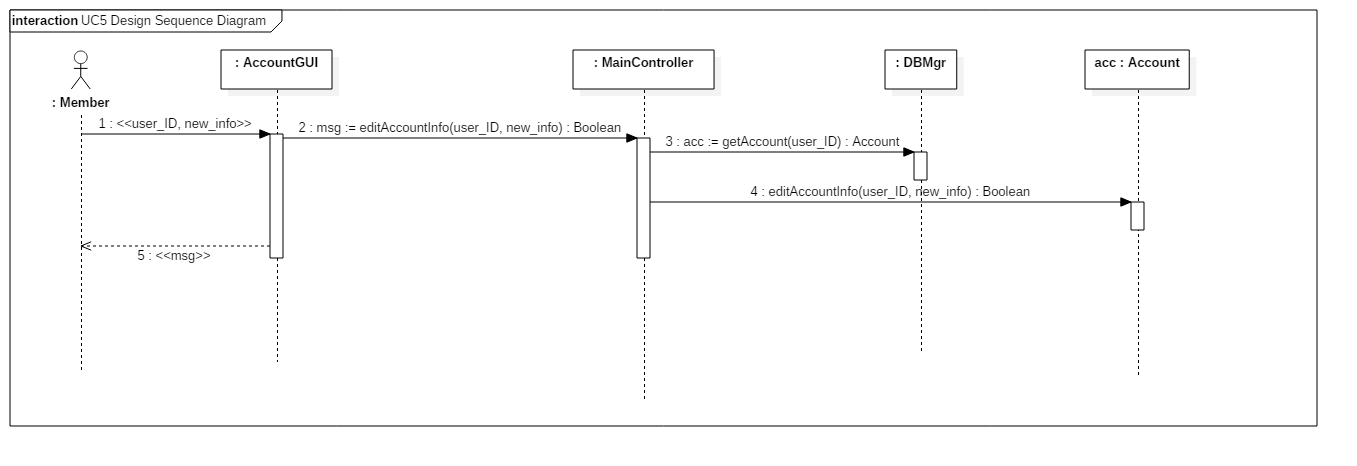 interaction UC5 Design Sequence Diagram
: Member
: AccountGUI
: MainController
: DBMgr
acc : Account
1 : <<user_ID, new_info>>
2 : msg := editAccountInfo(user_ID, new_info) : Boolean
3 : acc := getAccount(user_ID) : Account
4 : editAccountInfo(user_ID, new_info) : Boolean
5 : <<msg>>